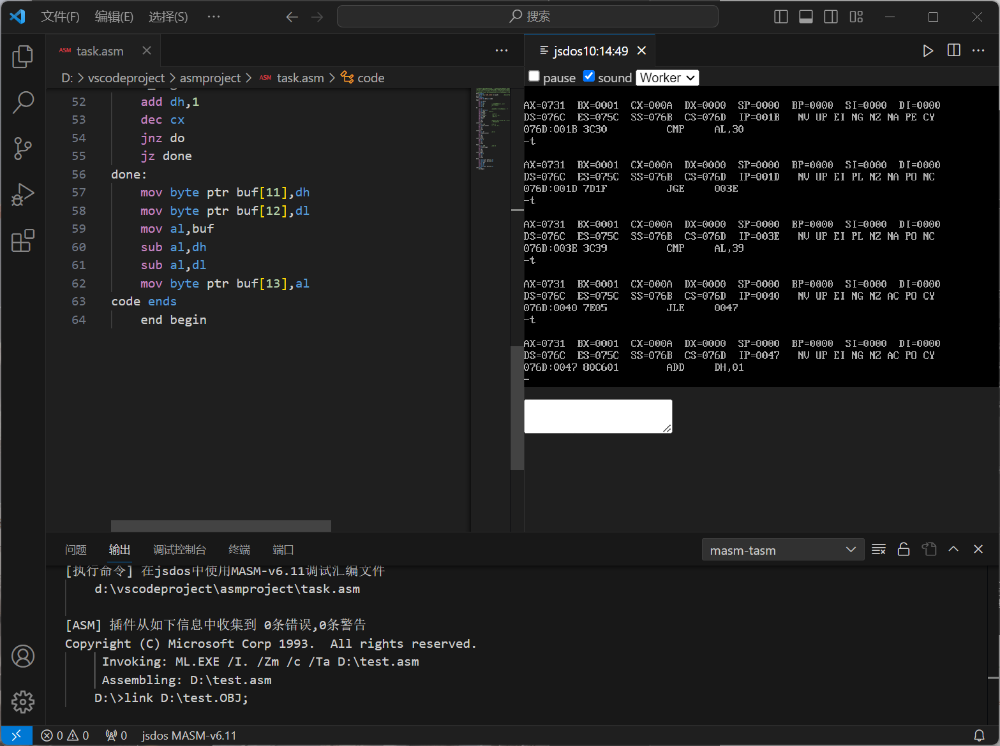 文件(F) 编辑(E) 选择(S) ··· 搜索
ASM task.asm
D: > vscodeproject > asmproject > ASM task.asm > code
52 add dh,1
53 dec cx
54 jnz do
55 jz done
56 done:
57 mov byte ptr buf[11],dh
58 mov byte ptr buf[12],dl
59 mov al,buf
60 sub al,dh
61 sub al,dl
62 mov byte ptr buf[13],al
63 code ends
64 end begin
jsdos10:14:49
pause sound Worker
AX=0731 BX=0001 CX=000A DX=0000 SP=0000 BP=0000 SI=0000 DI=0000
DS=076C ES=075C SS=076B CS=076D IP=001B NV UP EI NG NZ NA PE CY
076D:001B 3C30 CMP AL,30
-t
AX=0731 BX=0001 CX=000A DX=0000 SP=0000 BP=0000 SI=0000 DI=0000
DS=076C ES=075C SS=076B CS=076D IP=001D NV UP EI PL NZ NA PO NC
076D:001D 7D1F JGE 003E
-t
AX=0731 BX=0001 CX=000A DX=0000 SP=0000 BP=0000 SI=0000 DI=0000
DS=076C ES=075C SS=076B CS=076D IP=003E NV UP EI PL NZ NA PO NC
076D:003E 3C39 CMP AL,39
-t
AX=0731 BX=0001 CX=000A DX=0000 SP=0000 BP=0000 SI=0000 DI=0000
DS=076C ES=075C SS=076B CS=076D IP=0040 NV UP EI NG NZ AC PO CY
076D:0040 7E05 JLE 0047
-t
AX=0731 BX=0001 CX=000A DX=0000 SP=0000 BP=0000 SI=0000 DI=0000
DS=076C ES=075C SS=076B CS=076D IP=0047 NV UP EI NG NZ AC PO CY
076D:0047 80C601 ADD DH,01
-
问题 输出 调试控制台 终端 端口 masm-tasm
[执行命令] 在jsdos中使用MASM-v6.11调试汇编文件
d:\vscodeproject\asmproject\task.asm
[ASM] 插件从如下信息中收集到 0条错误,0条警告
Copyright (C) Microsoft Corp 1993. All rights reserved.
Invoking: ML.EXE /I. /Zm /c /Ta D:\test.asm
Assembling: D:\test.asm
D:\>link D:\test.OBJ;
0 0 0 jsdos MASM-v6.11